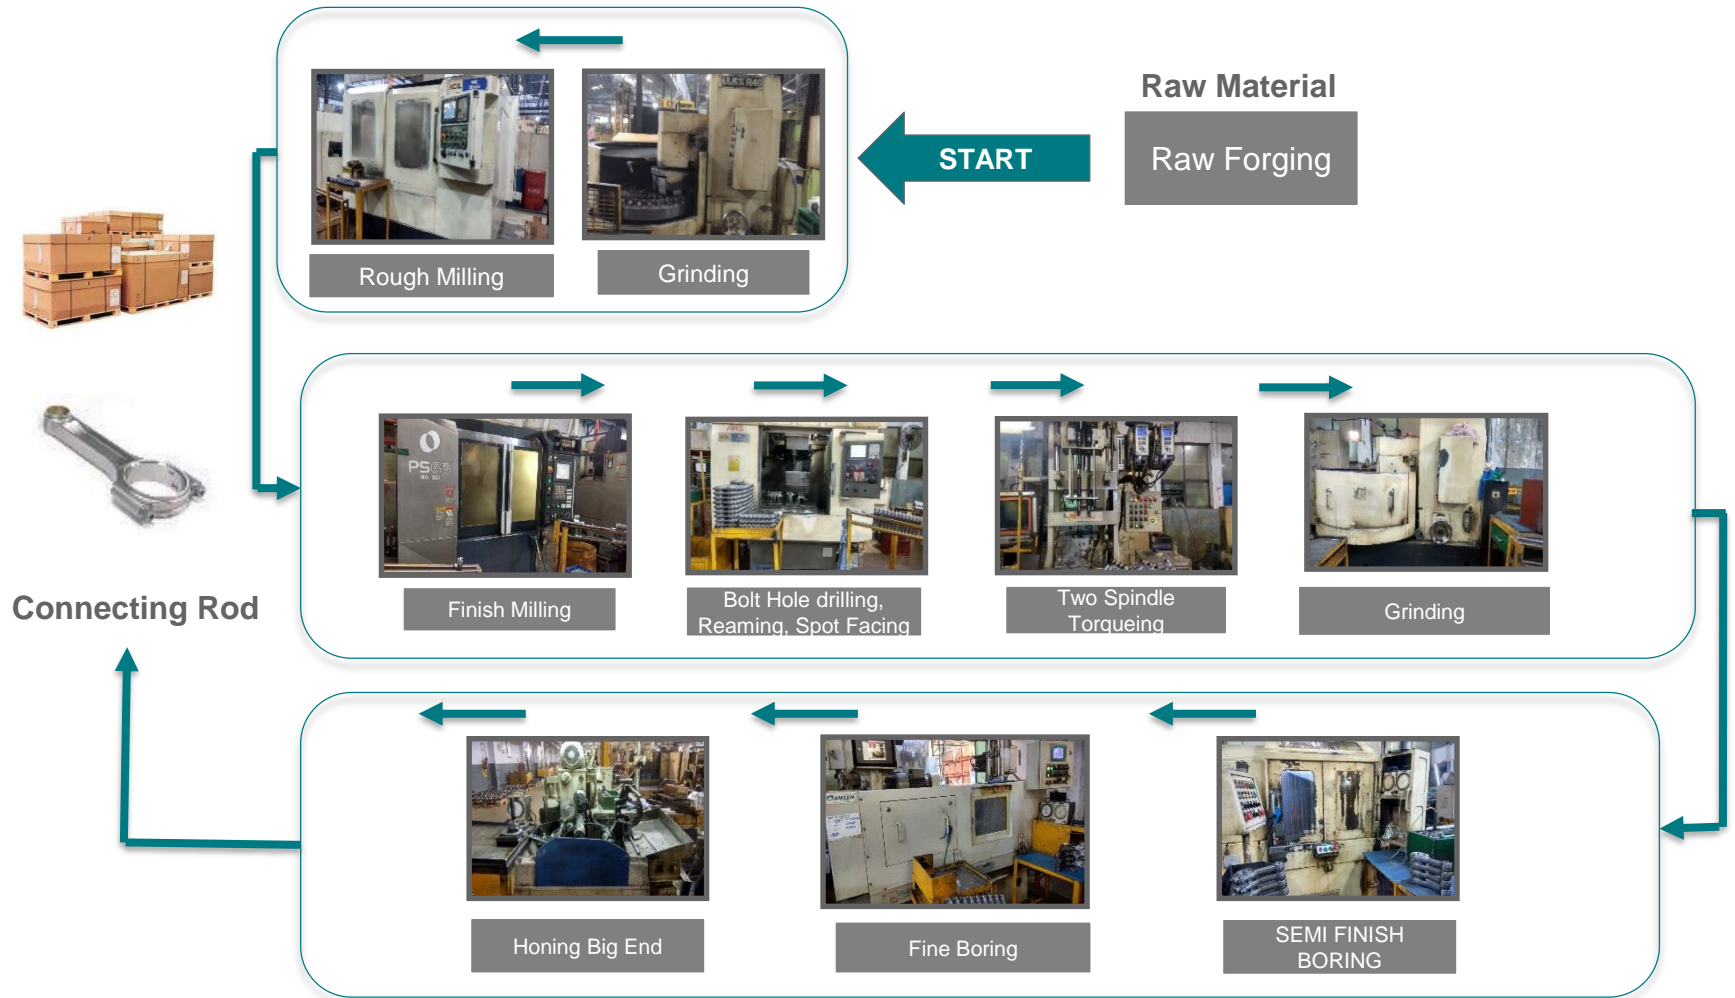 Raw Material
Raw Forging
START
Grinding
Rough Milling
Finish Milling
Bolt Hole drilling,
Reaming, Spot Facing
Two Spindle
Torqueing
Grinding
SEMI FINISH
BORING
Fine Boring
Honing Big End
Connecting Rod